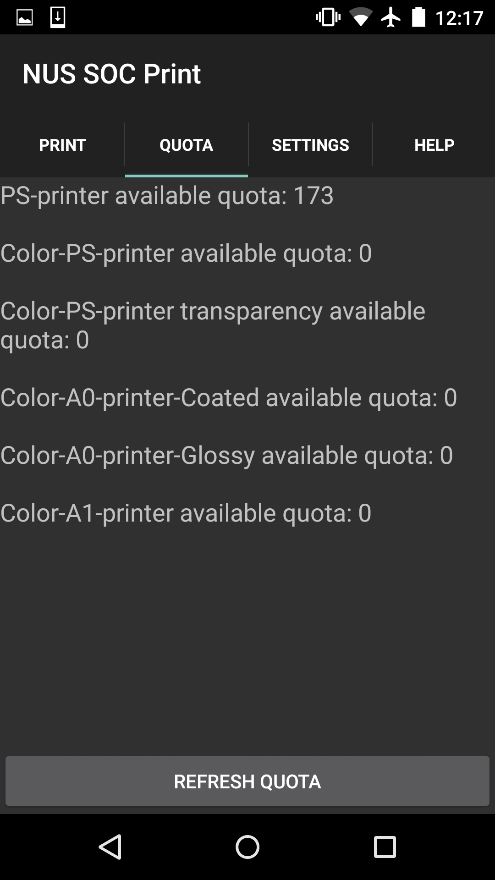 12:17
NUS SOC Print
PRINT
QUOTA
SETTINGS
HELP
PS-printer available quota: 173
Color-PS-printer available quota: 0
Color-PS-printer transparency available
quota: 0
Color-A0-printer-Coated available quota: 0
Color-A0-printer-Glossy available quota: 0
Color-A1-printer available quota: 0
REFRESH QUOTA